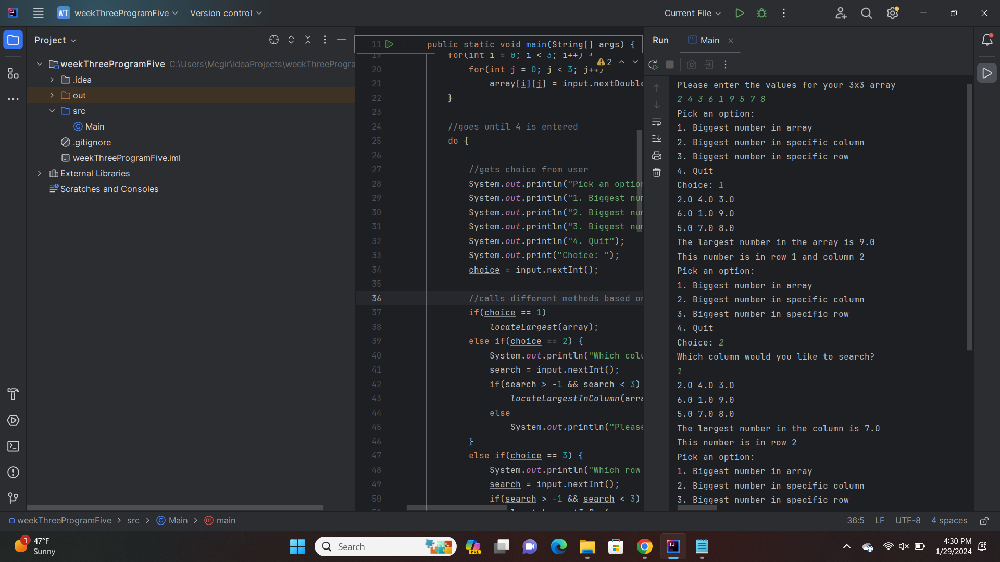 WT weekThreeProgramFive Version control Current File
Project
weekThreeProgramFive C:\Users\Mcgir\IdeaProjects\weekThreeProgra
.idea
out
src
Main
.gitignore
weekThreeProgramFive.iml
External Libraries
Scratches and Consoles
11 public static void main(String[] args) {
19 for(int i = 0; i < 3; i++) {
2
20 for(int j = 0; j < 3; j++)
21 array[i][j] = input.nextDouble
22 }
23
24 //goes until 4 is entered
25 do {
26
27 //gets choice from user
28 System.out.println("Pick an option
29 System.out.println("1. Biggest num
30 System.out.println("2. Biggest num
31 System.out.println("3. Biggest num
32 System.out.println("4. Quit");
33 System.out.print("Choice: ");
34 choice = input.nextInt();
35
36 //calls different methods based on
37 if(choice == 1)
38 locateLargest(array);
39 else if(choice == 2) {
40 System.out.println("Which colu
41 search = input.nextInt();
42 if(search > -1 && search < 3)
43 locateLargestInColumn(arra
44 else
45 System.out.println("Please
46 }
47 else if(choice == 3) {
48 System.out.println("Which row
49 search = input.nextInt();
50 if(search > -1 && search < 3)
Run Main
Please enter the values for your 3x3 array
2 4 3 6 1 9 5 7 8
Pick an option:
1. Biggest number in array
2. Biggest number in specific column
3. Biggest number in specific row
4. Quit
Choice: 1
2.0 4.0 3.0
6.0 1.0 9.0
5.0 7.0 8.0
The largest number in the array is 9.0
This number is in row 1 and column 2
Pick an option:
1. Biggest number in array
2. Biggest number in specific column
3. Biggest number in specific row
4. Quit
Choice: 2
Which column would you like to search?
1
2.0 4.0 3.0
6.0 1.0 9.0
5.0 7.0 8.0
The largest number in the column is 7.0
This number is in row 2
Pick an option:
1. Biggest number in array
2. Biggest number in specific column
3. Biggest number in specific row
weekThreeProgramFive > src > Main > main 36:5 LF UTF-8 4 spaces
1
47°F
Sunny
Search
PRE
4:30 PM
1/29/2024